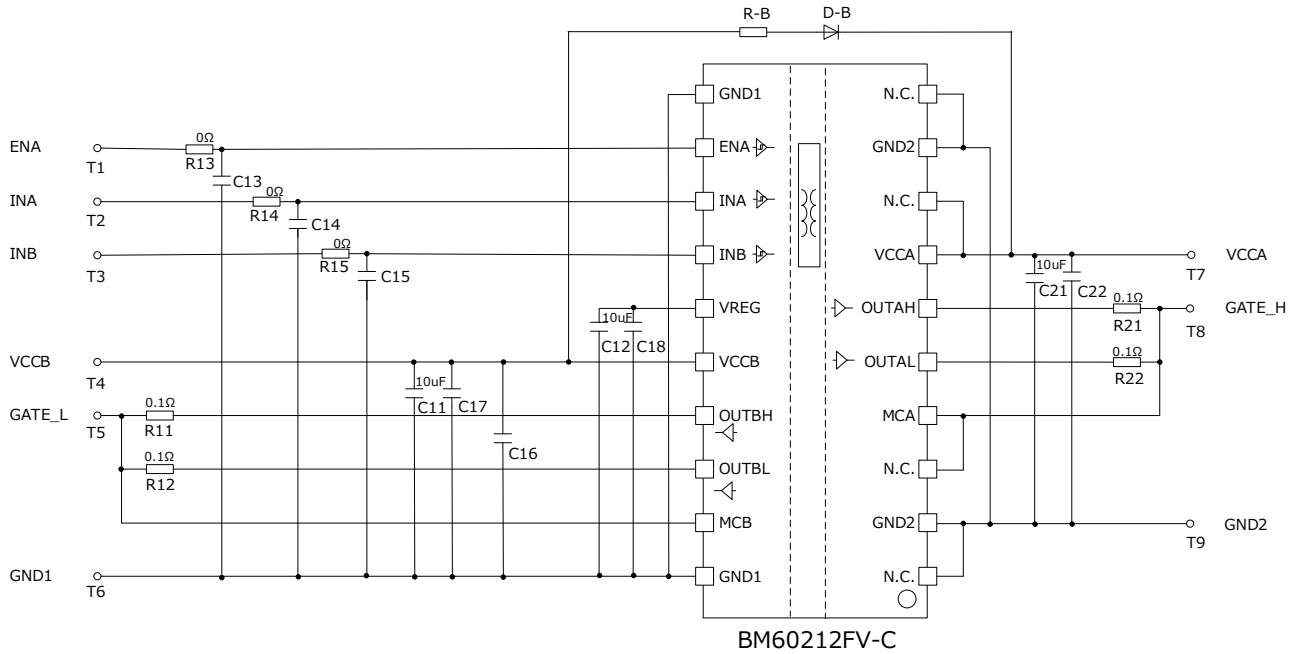 R-B D-B
GND1 N.C.
ENA T1 0Ω R13 C13 ENA GND2
INA T2 0Ω R14 C14 INA N.C.
INB T3 0Ω R15 C15 INB VCCA 10uF C21 C22 T7 VCCA
10uF C12 C18 VREG OUTAH 0.1Ω R21 T8 GATE_H
VCCB T4 10uF C11 C17 C16 VCCB OUTAL 0.1Ω R22
GATE_L T5 0.1Ω R11 OUTBH MCA
0.1Ω R12 OUTBL N.C.
MCB GND2 T9 GND2
GND1 T6 GND1 N.C.
BM60212FV-C